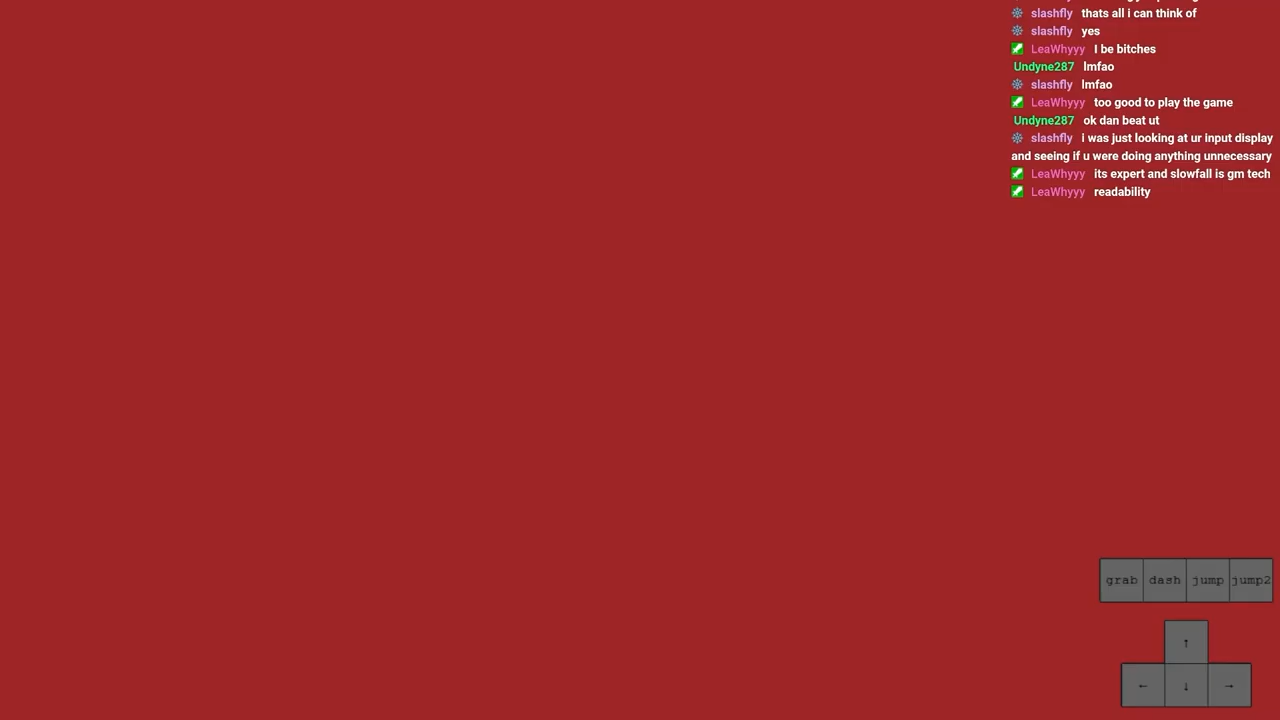 slashfly thats all i can think of
slashfly yes
LeaWhyyy I be bitches
Undyne287 lmfao
slashfly lmfao
LeaWhyyy too good to play the game
Undyne287 ok dan beat ut
slashfly i was just looking at ur input display
and seeing if u were doing anything unnecessary
LeaWhyyy its expert and slowfall is gm tech
LeaWhyyy readability
grab dash jump jump2
↑
← ↓ →